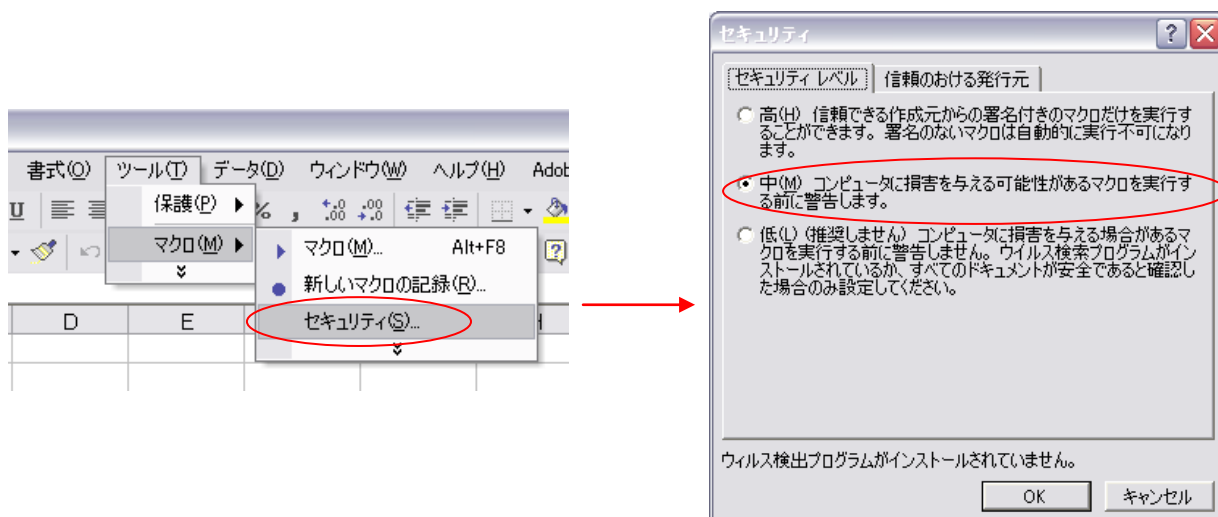 書式(O) ツール(T) データ(D) ウィンドウ(W) ヘルプ(H) Adob
U % , .00
保護(P)
マクロ(M)
マクロ(M)... Alt+F8
新しいマクロの記録(R)...
セキュリティ(S)...
D E H
セキュリティ
セキュリティ レベル 信頼のおける発行元
高(H) 信頼できる作成元からの署名付きのマクロだけを実行す
ることができます。署名のないマクロは自動的に実行不可になり
ます。
中(M) コンピュータに損害を与える可能性があるマクロを実行す
る前に警告します。
低(L) (推奨しません) コンピュータに損害を与える場合があるマ
クロを実行する前に警告しません。ウイルス検索プログラムがイン
ストールされているか、すべてのドキュメントが安全であると確認し
た場合のみ設定してください。
ウィルス検出プログラムがインストールされていません。
OK キャンセル